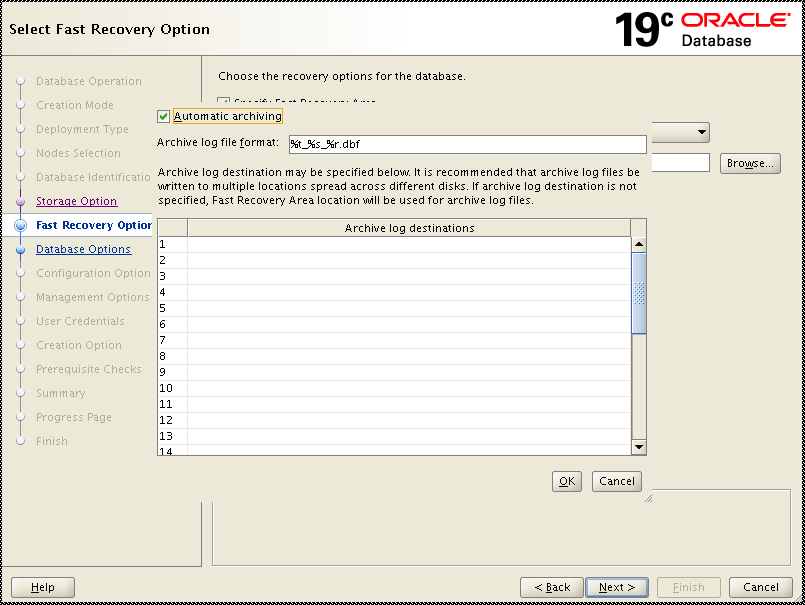 Select Fast Recovery Option
19c ORACLE
Database
Database Operation
Creation Mode
Deployment Type
Nodes Selection
Database Identificatio
Storage Option
Fast Recovery Option
Database Options
Configuration Option
Management Options
User Credentials
Creation Option
Prerequisite Checks
Summary
Progress Page
Finish
Choose the recovery options for the database.
Specify Fast Recovery Area
Automatic archiving
Archive log file format: %t_%s_%r.dbf
Browse...
Archive log destination may be specified below. It is recommended that archive log files be
written to multiple locations spread across different disks. If archive log destination is not
specified, Fast Recovery Area location will be used for archive log files.
Archive log destinations
1
2
3
4
5
6
7
8
9
10
11
12
13
14
OK Cancel
Help < Back Next > Finish Cancel